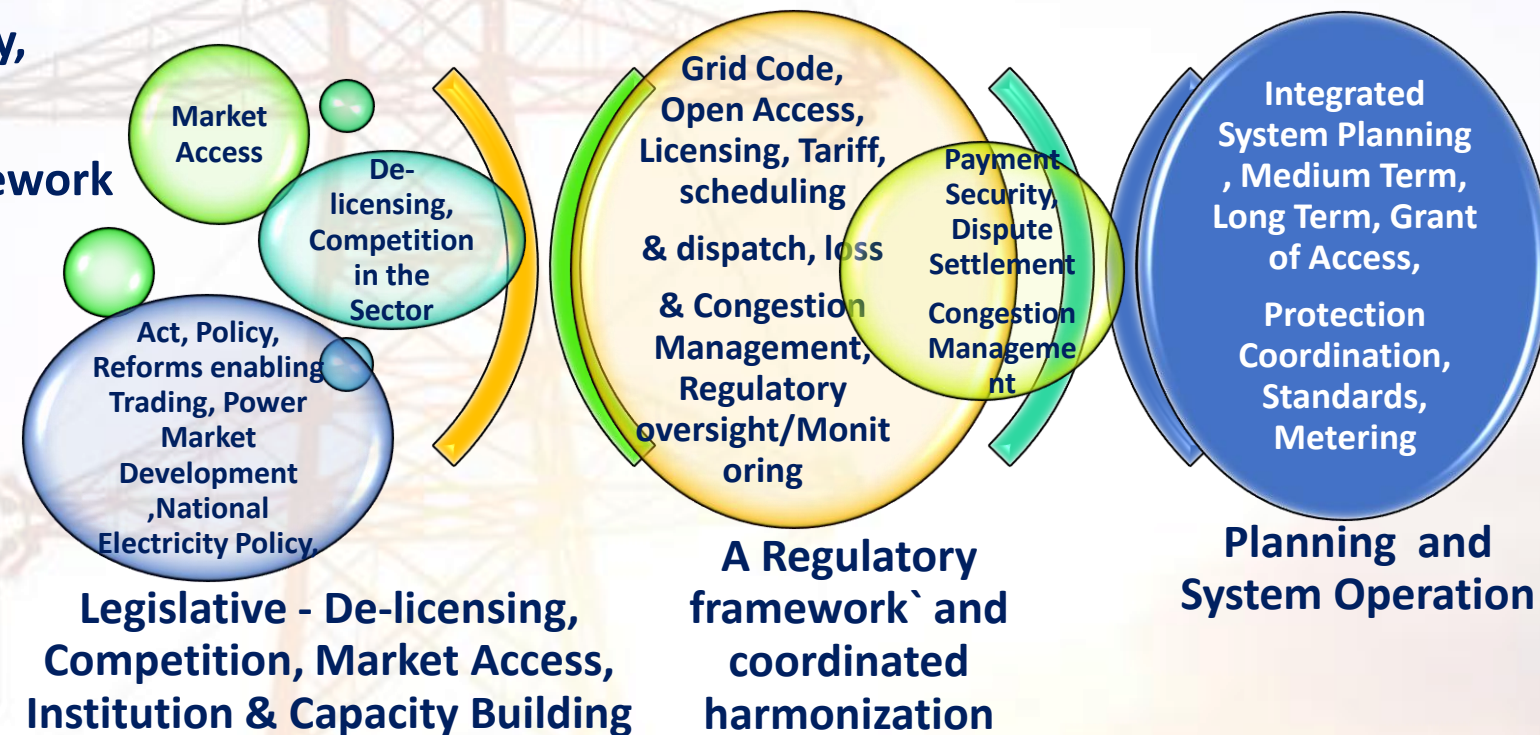 y,
ework
Market
Access
De-
licensing,
Competition
in the
Sector
Act, Policy,
Reforms enabling
Trading, Power
Market
Development
,National
Electricity Policy,
Legislative - De-licensing,
Competition, Market Access,
Institution & Capacity Building
Grid Code,
Open Access,
Licensing, Tariff,
scheduling
& dispatch, loss
& Congestion
Management,
Regulatory
oversight/Monit
oring
Payment
Security,
Dispute
Settlement
Congestion
Manageme
nt
A Regulatory
framework` and
coordinated
harmonization
Integrated
System Planning
, Medium Term,
Long Term, Grant
of Access,
Protection
Coordination,
Standards,
Metering
Planning and
System Operation